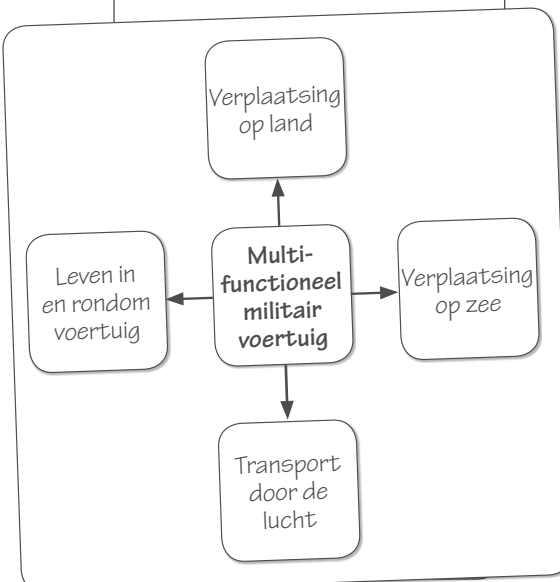 Verplaatsing
op land
Leven in
en rondom
voertuig
Multi-
functioneel
militair
voertuig
Verplaatsing
op zee
Transport
door de
lucht